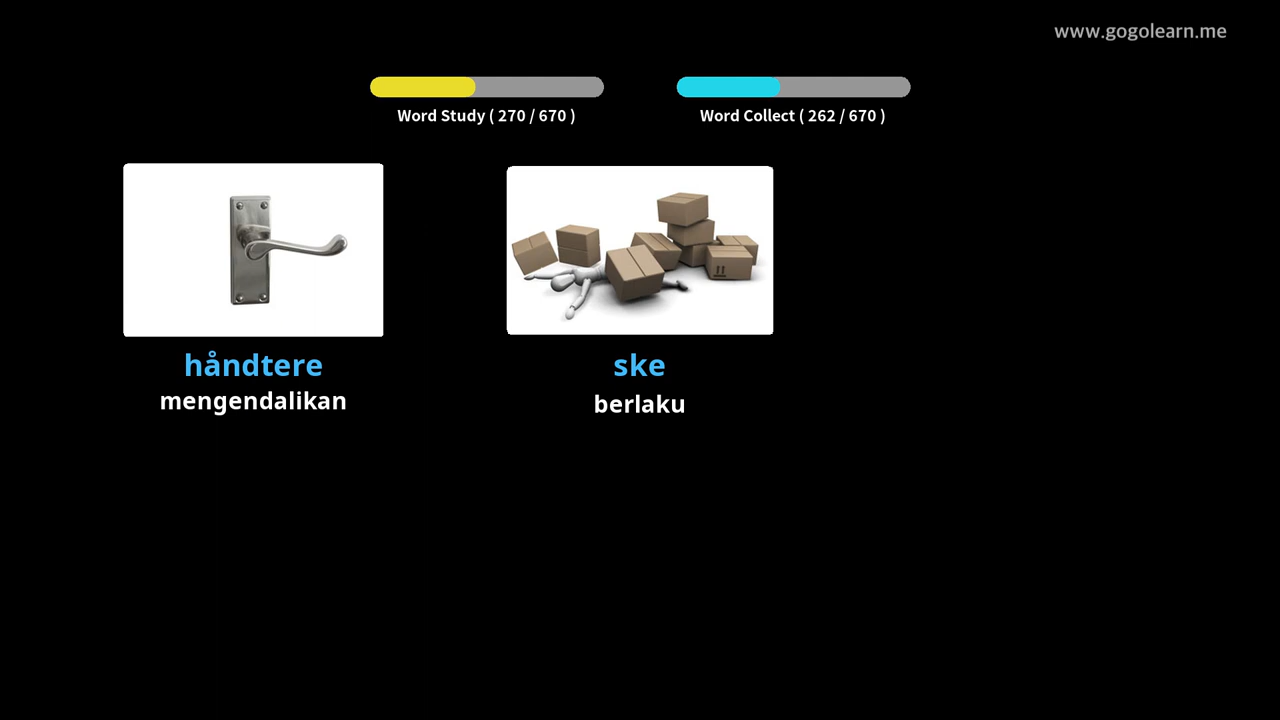 www.gogolearn.me
Word Study ( 270 / 670 )
Word Collect ( 262 / 670 )
håndtere
mengendalikan
ske
berlaku